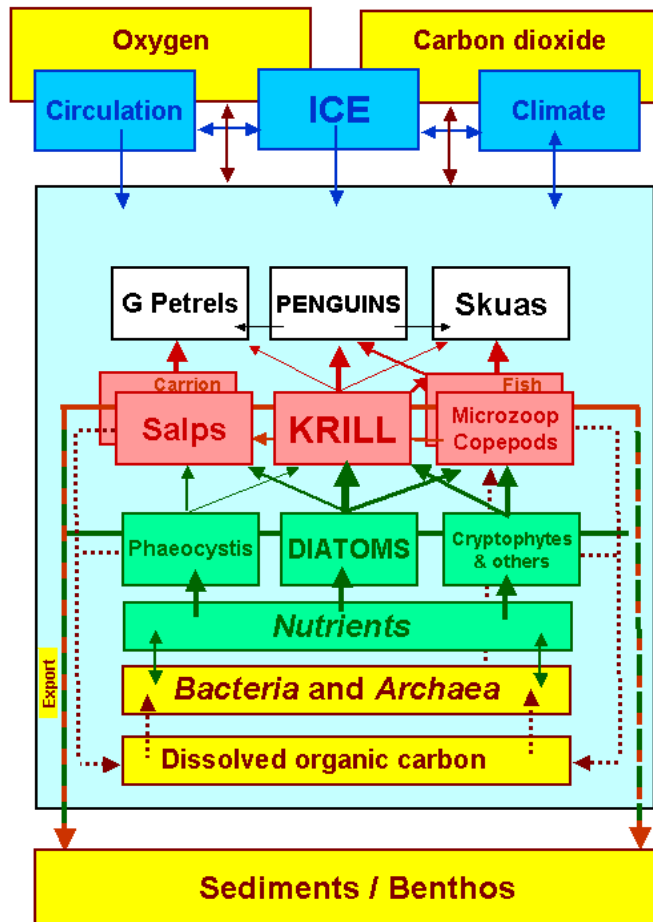 Oxygen
Carbon dioxide
Circulation
ICE
Climate
G Petrels
PENGUINS
Skuas
Carrion
Fish
Salps
KRILL
Microzoop
Copepods
Phaeocystis
DIATOMS
Cryptophytes
& others
Nutrients
Export
Bacteria and Archaea
Dissolved organic carbon
Sediments / Benthos